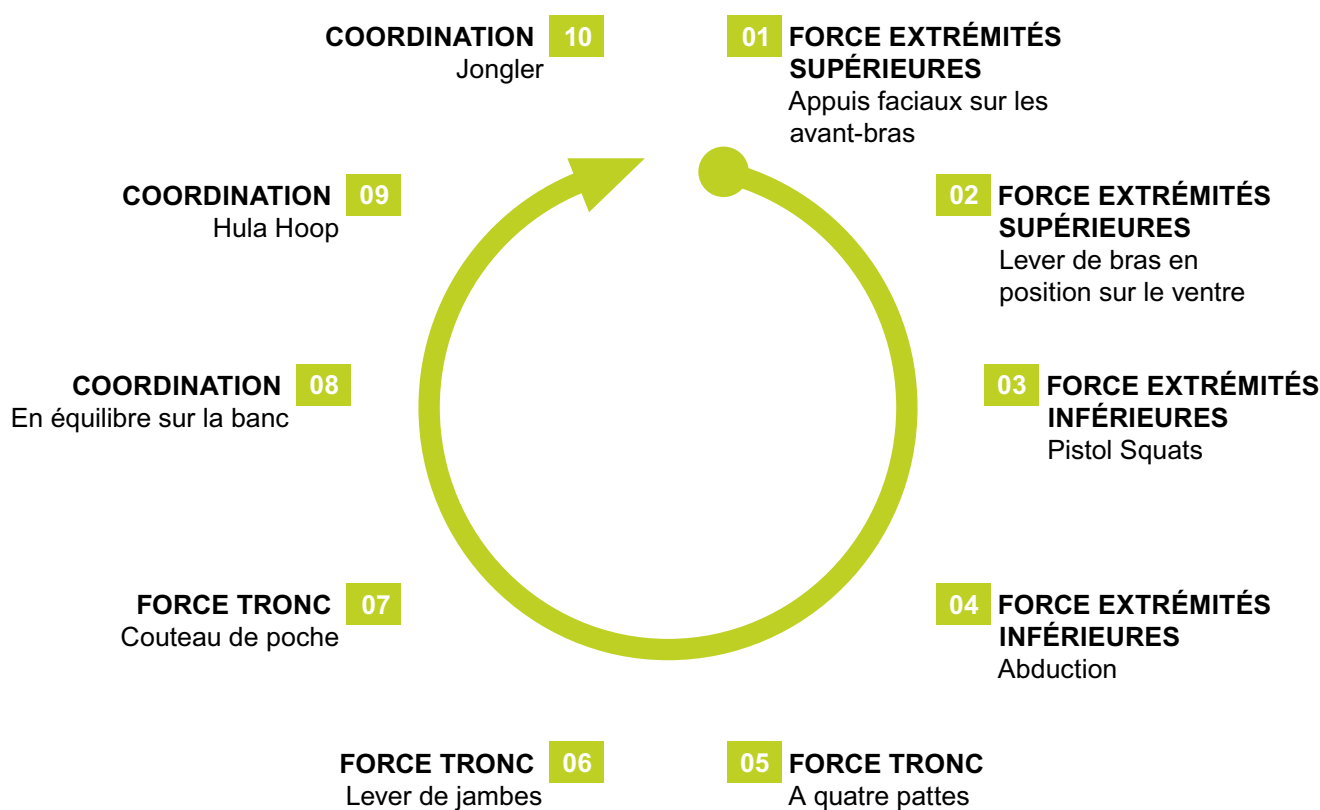 01 FORCE EXTRÉMITÉS
SUPÉRIEURES
Appuis faciaux sur les
avant-bras
02 FORCE EXTRÉMITÉS
SUPÉRIEURES
Lever de bras en
position sur le ventre
03 FORCE EXTRÉMITÉS
INFÉRIEURES
Pistol Squats
04 FORCE EXTRÉMITÉS
INFÉRIEURES
Abduction
05 FORCE TRONC
A quatre pattes
FORCE TRONC 06
Lever de jambes
FORCE TRONC 07
Couteau de poche
COORDINATION 08
En équilibre sur la banc
COORDINATION 09
Hula Hoop
COORDINATION 10
Jongler